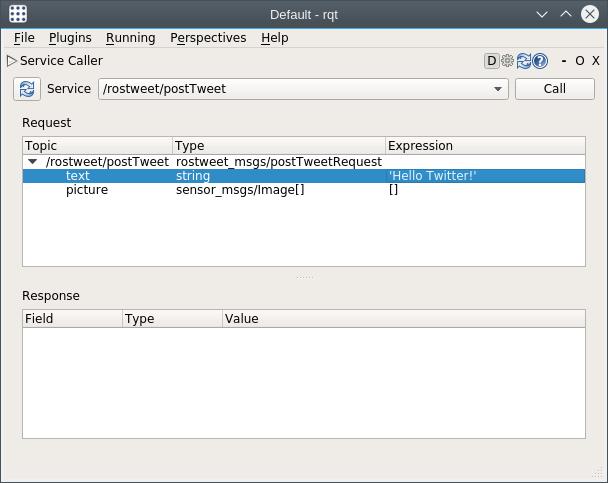 Default - rqt
File Plugins Running Perspectives Help
Service Caller D ? - O X
Service /rostweet/postTweet Call
Request
Topic Type Expression
/rostweet/postTweet rostweet_msgs/postTweetRequest
text string 'Hello Twitter!'
picture sensor_msgs/Image[] []
Response
Field Type Value